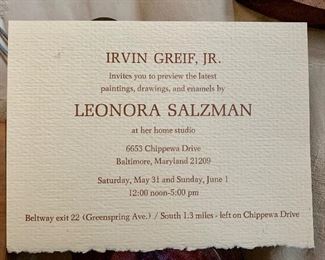 IRVIN GREIF, JR.
invites you to preview the latest
paintings, drawings, and enamels by
LEONORA SALZMAN
at her home studio
6653 Chippewa Drive
Baltimore, Maryland 21209
Saturday, May 31 and Sunday, June 1
12:00 noon-5:00 pm
Beltway exit 22 (Greenspring Ave.) / South 1.3 miles - left on Chippewa Drive